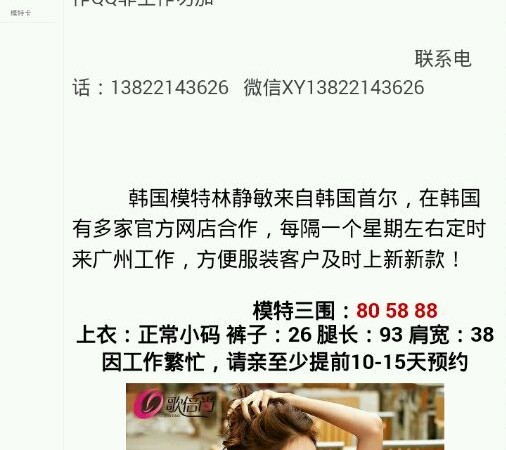 模特卡
作QQ非工作勿加
联系电
话：13822143626 微信XY13822143626
韩国模特林静敏来自韩国首尔，在韩国
有多家官方网店合作，每隔一个星期左右定时
来广州工作，方便服装客户及时上新新款！
模特三围：80 58 88
上衣：正常小码 裤子：26 腿长：93 肩宽：38
因工作繁忙，请亲至少提前10-15天预约
歌倍尚